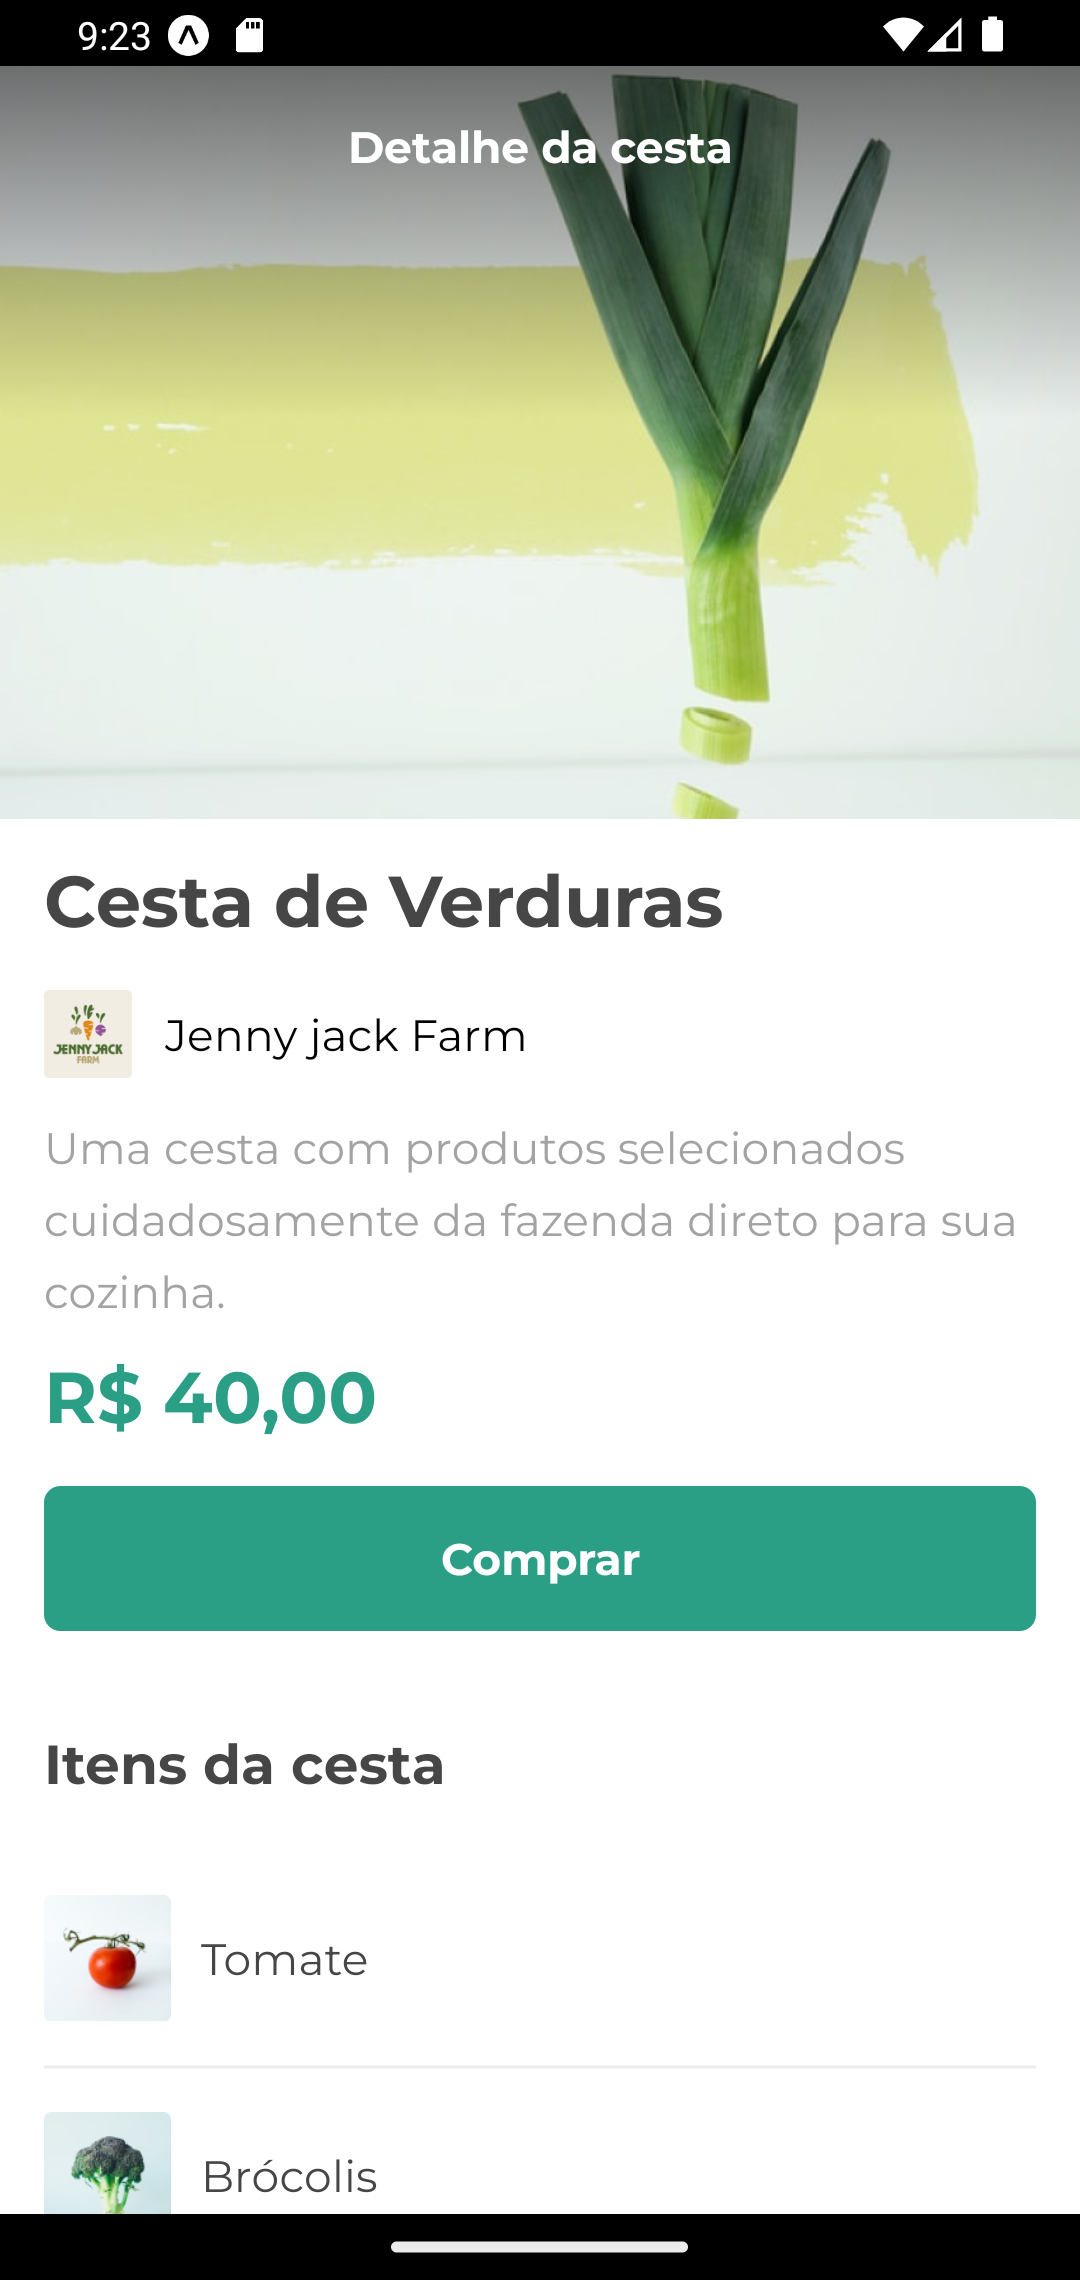 9:23
Detalhe da cesta
Cesta de Verduras
JENNY JACK
FARM
Jenny jack Farm
Uma cesta com produtos selecionados
cuidadosamente da fazenda direto para sua
cozinha.
R$ 40,00
Comprar
Itens da cesta
Tomate
Brócolis